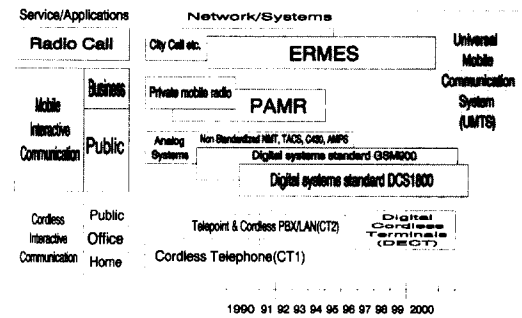 Service/Applications
Network/Systems
Radio Call
City Call etc.
ERMES
Universal
Mobile
Communication
System
(UMTS)
Mobile
Interactive
Communication
Business
Public
Private mobile radio
PAMR
Analog
Systems
Non Standardized NMT, TACS, C420, AMPS
Digital systems standard GSM900
Digital systems standard DCS1800
Cordless
Interactive
Communication
Public
Office
Home
Telepoint & Cordless PBX/LAN(CT2)
Digital
Cordless
Terminals
(DECT)
Cordless Telephone(CT1)
1990 91 92 93 94 95 96 97 98 99 2000